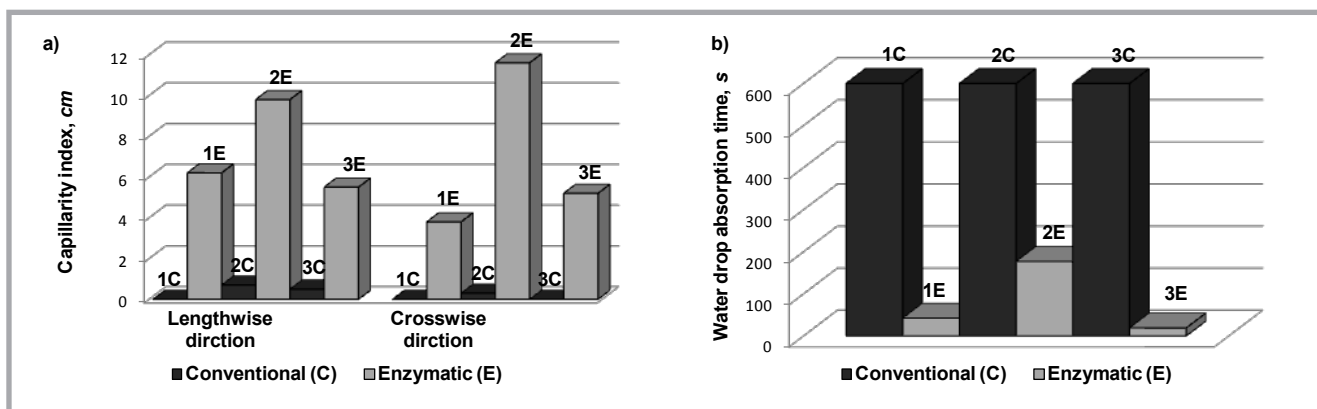 a)
Capillarity index, cm
12
10
8
6
4
2
0
1C
1E
2C
2E
3C
3E
1C
1E
2C
2E
3C
3E
Lengthwise
dirction
Crosswise
dirction
Conventional (C)
Enzymatic (E)
b)
Water drop absorption time, s
600
500
400
300
200
100
0
1C
1E
2C
2E
3C
3E
Conventional (C)
Enzymatic (E)